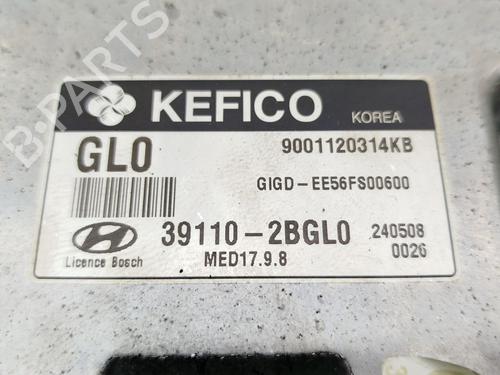 B-PARTS
KEFICO KOREA
GL0 9001120314KB
GIGD-EE56FS00600
39110-2BGL0 240508
Licence Bosch MED17.9.8 0026